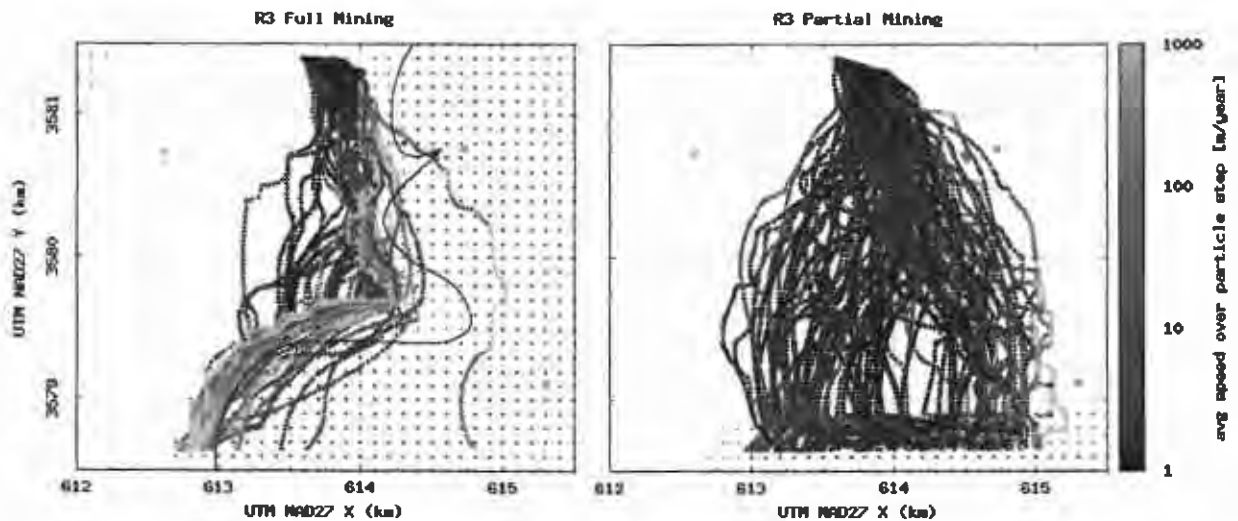 R3 Full Mining
R3 Partial Mining
1000
3581
100
UTM NAD27 Y (km)
3580
avg speed over particle step [m/year]
10
3579
1
612
613
614
615
612
613
614
615
UTM NAD27 X (km)
UTM NAD27 X (km)